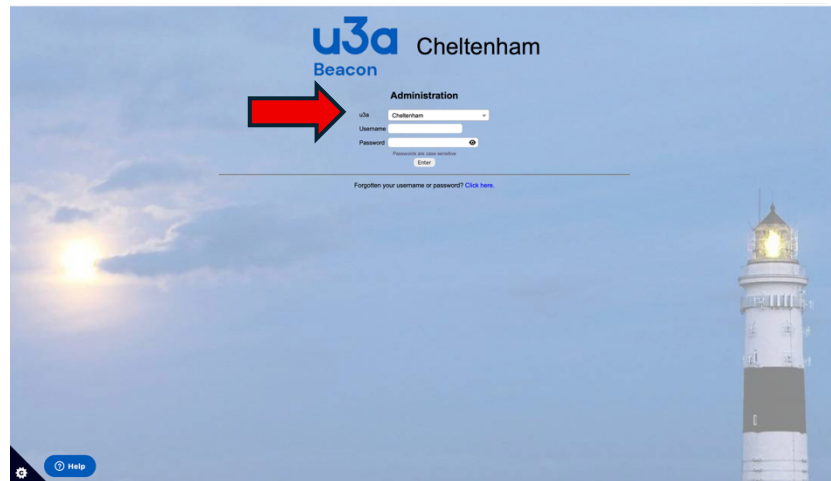 u3a Cheltenham
Beacon
Administration
u3a Cheltenham
Username
Password
Passwords are case sensitive
Enter
Forgotten your username or password? Click here.
Help